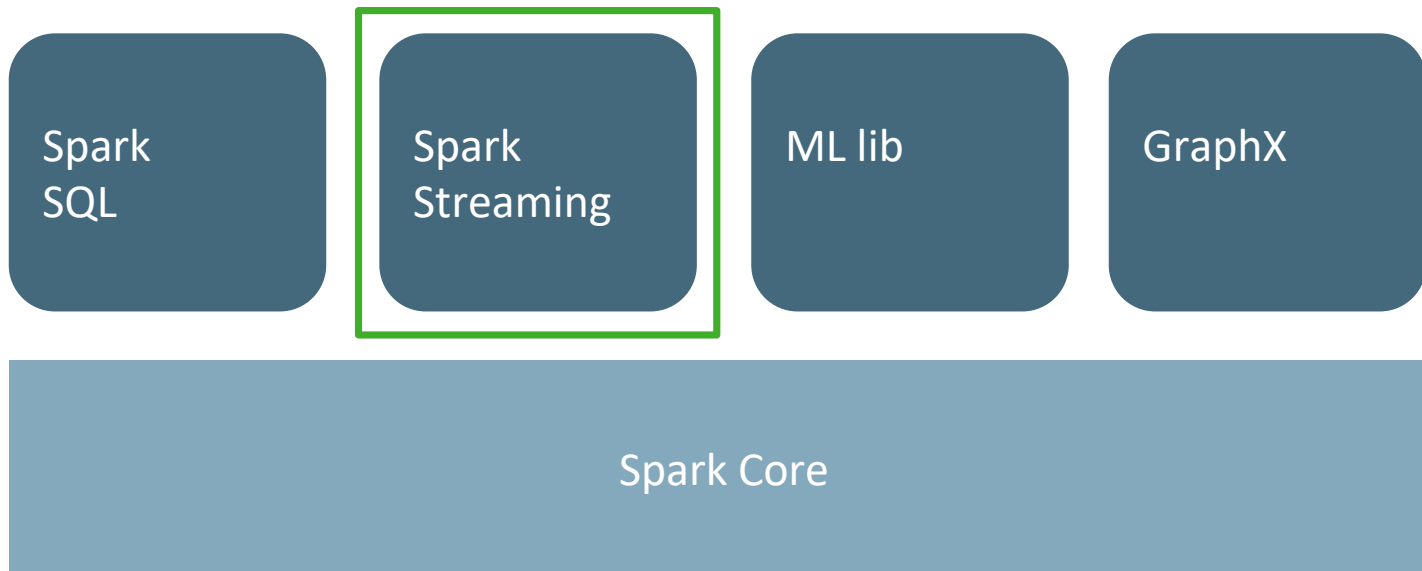 Spark
SQL
Spark
Streaming
ML lib
GraphX
Spark Core